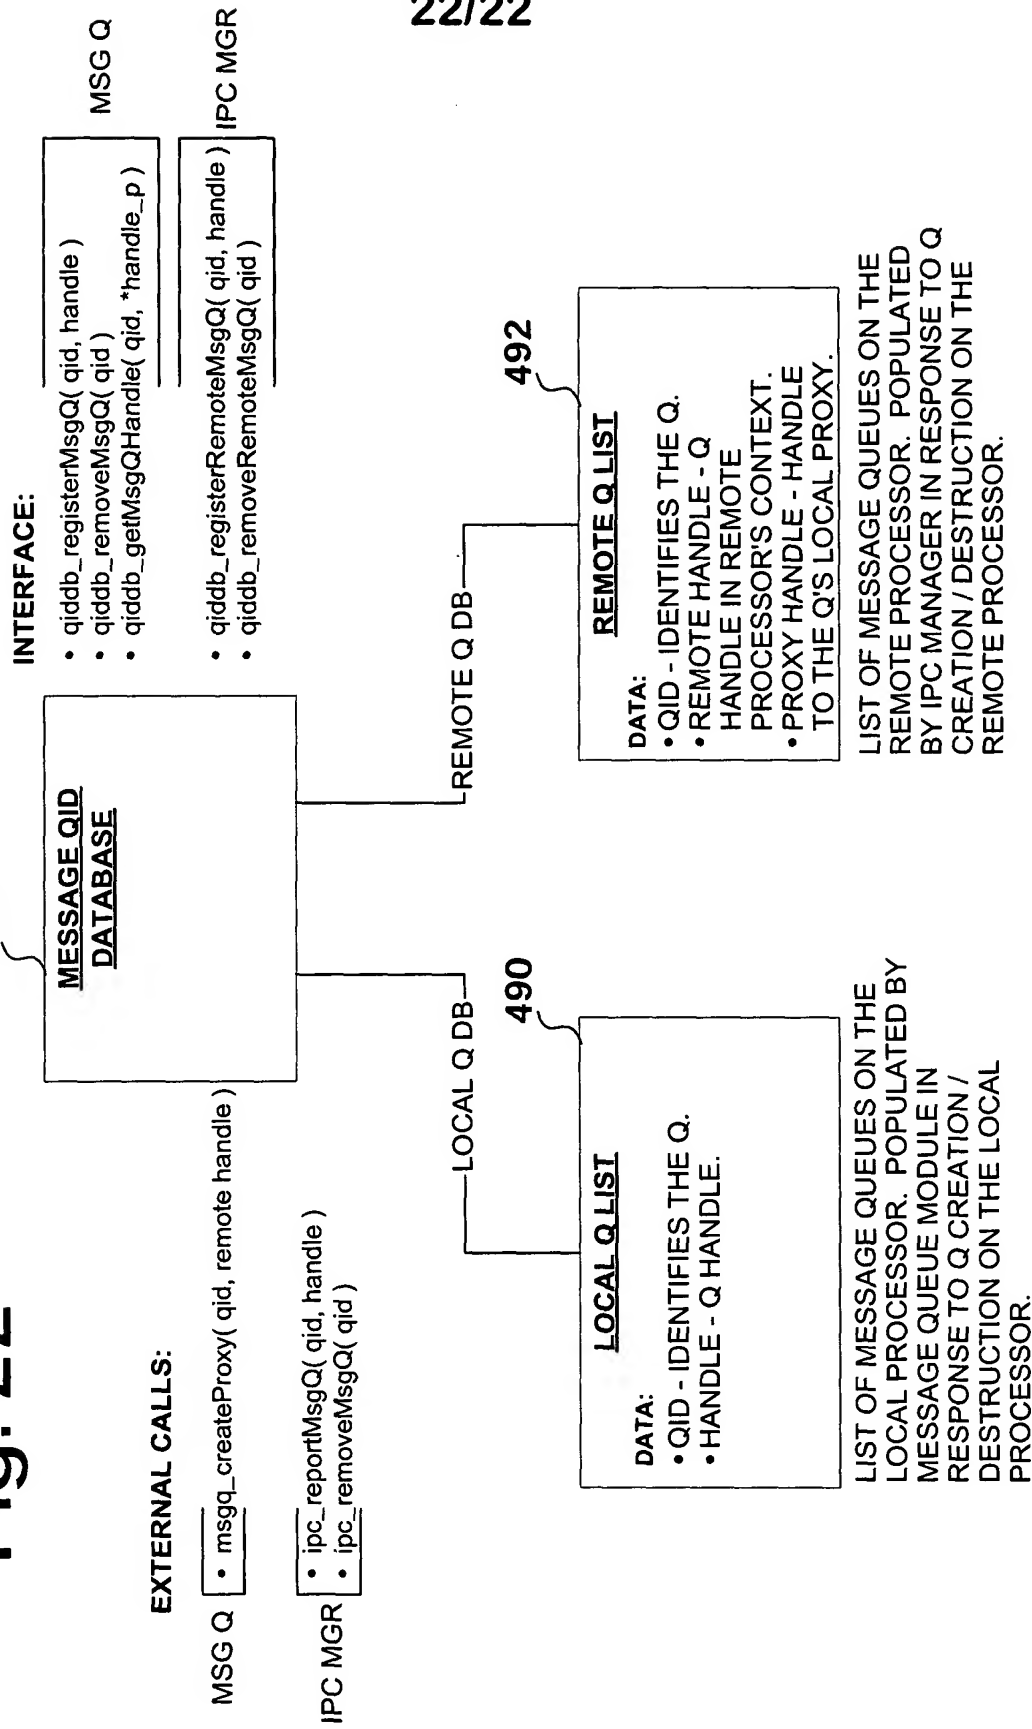 22/22
Fig. 22
EXTERNAL CALLS:
MSG Q
• msgq_createProxy( qid, remote handle )
IPC MGR
• ipc_reportMsgQ( qid, handle )
• ipc_removeMsgQ( qid )
MESSAGE QID
DATABASE
INTERFACE:
• qiddb_registerMsgQ( qid, handle )
• qiddb_removeMsgQ( qid )
• qiddb_getMsgQHandle( qid, *handle_p )
MSG Q
• qiddb_registerRemoteMsgQ( qid, handle )
• qiddb_removeRemoteMsgQ( qid )
IPC MGR
LOCAL Q DB
REMOTE Q DB
490
LOCAL Q LIST
DATA:
• QID - IDENTIFIES THE Q.
• HANDLE - Q HANDLE.
LIST OF MESSAGE QUEUES ON THE
LOCAL PROCESSOR. POPULATED BY
MESSAGE QUEUE MODULE IN
RESPONSE TO Q CREATION /
DESTRUCTION ON THE LOCAL
PROCESSOR.
492
REMOTE Q LIST
DATA:
• QID - IDENTIFIES THE Q.
• REMOTE HANDLE - Q
HANDLE IN REMOTE
PROCESSOR'S CONTEXT.
• PROXY HANDLE - HANDLE
TO THE Q'S LOCAL PROXY.
LIST OF MESSAGE QUEUES ON THE
REMOTE PROCESSOR. POPULATED
BY IPC MANAGER IN RESPONSE TO Q
CREATION / DESTRUCTION ON THE
REMOTE PROCESSOR.